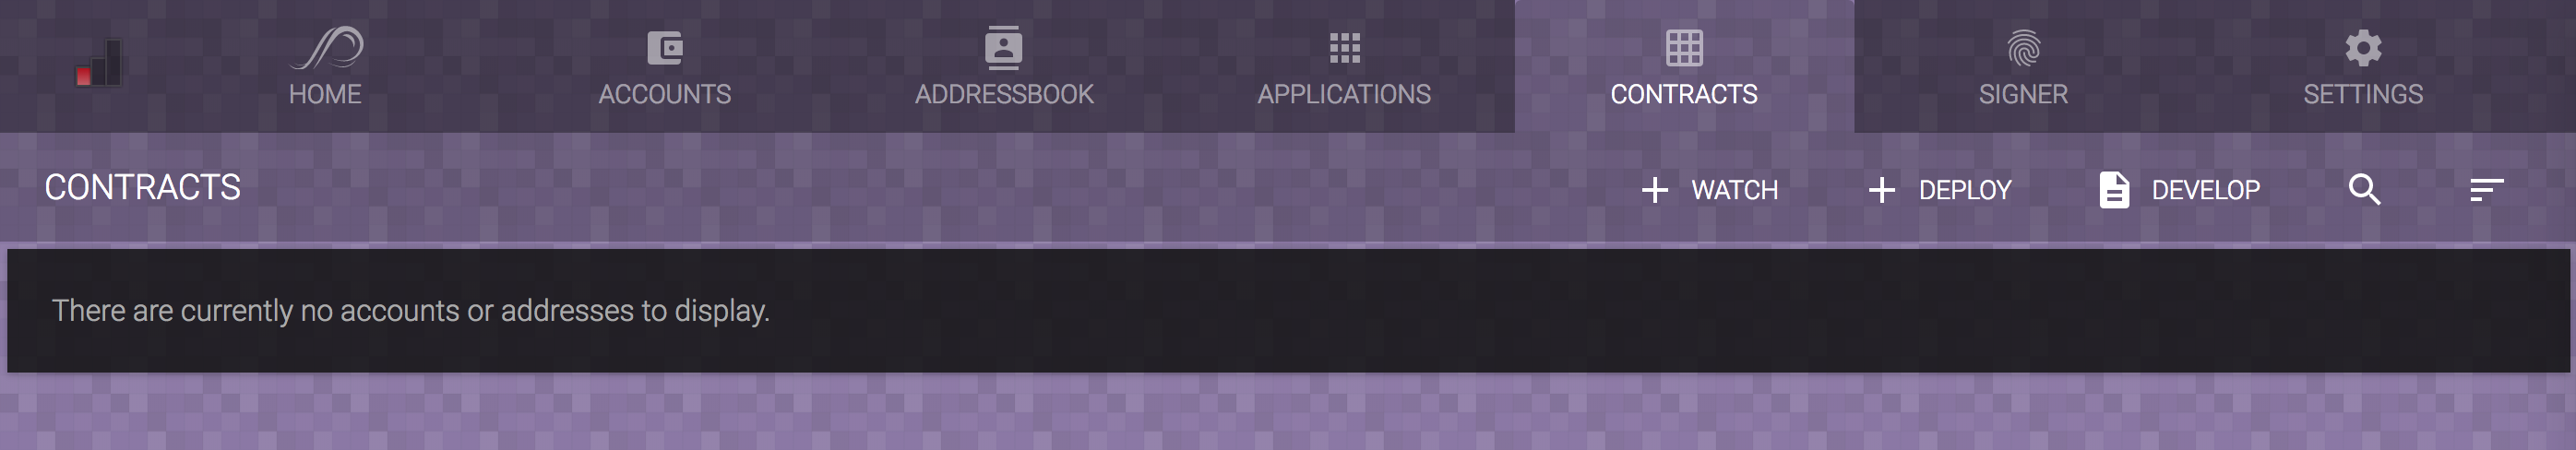 HOME ACCOUNTS ADDRESSBOOK APPLICATIONS CONTRACTS SIGNER SETTINGS
CONTRACTS WATCH DEPLOY DEVELOP
There are currently no accounts or addresses to display.